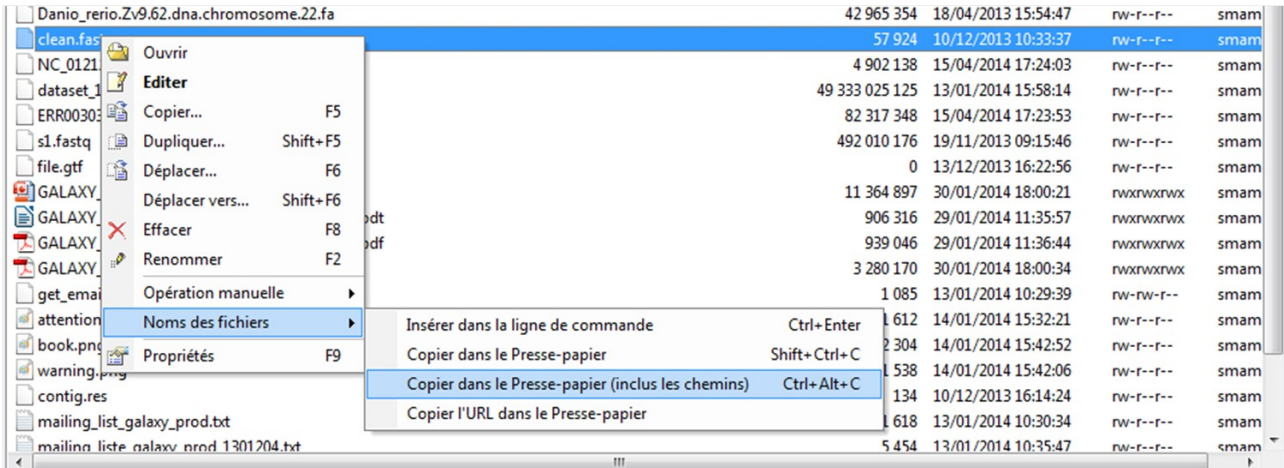 Danio_rerio.Zv9.62.dna.chromosome.22.fa 42 965 354 18/04/2013 15:54:47 rw-r--r-- smam
clean.fas 57 924 10/12/2013 10:33:37 rw-r--r-- smam
Ouvrir
NC_0121 4 902 138 15/04/2014 17:24:03 rw-r--r-- smam
Editer
dataset_1 49 333 025 125 13/01/2014 15:58:14 rw-r--r-- smam
ERR00303 82 317 348 15/04/2014 17:23:53 rw-r--r-- smam
Copier... F5
s1.fastq 492 010 176 19/11/2013 09:15:46 rw-r--r-- smam
Dupliquer... Shift+F5
file.gtf 0 13/12/2013 16:22:56 rw-r--r-- smam
Déplacer... F6
GALAXY_ 11 364 897 30/01/2014 18:00:21 rwxrwxrwx smam
Déplacer vers... Shift+F6
GALAXY_ odt 906 316 29/01/2014 11:35:57 rwxrwxrwx smam
Effacer F8
GALAXY_ pdf 939 046 29/01/2014 11:36:44 rwxrwxrwx smam
Renommer F2
GALAXY_ 3 280 170 30/01/2014 18:00:34 rwxrwxrwx smam
get_emai 1 085 13/01/2014 10:29:39 rw-rw-r-- smam
Opération manuelle
attention 1 612 14/01/2014 15:32:21 rw-r--r-- smam
Noms des fichiers
Insérer dans la ligne de commande Ctrl+Enter
book.png 2 304 14/01/2014 15:42:52 rw-r--r-- smam
Propriétés F9
Copier dans le Presse-papier Shift+Ctrl+C
warning.png 1 538 14/01/2014 15:42:06 rw-r--r-- smam
Copier dans le Presse-papier (inclus les chemins) Ctrl+Alt+C
contig.res 134 10/12/2013 16:14:24 rw-r--r-- smam
Copier l'URL dans le Presse-papier
mailing_list_galaxy_prod.txt 1 618 13/01/2014 10:30:34 rw-r--r-- smam
mailing_liste_galaxy_prod_1301204.txt 5 454 13/01/2014 10:35:47 rw-r--r-- smam